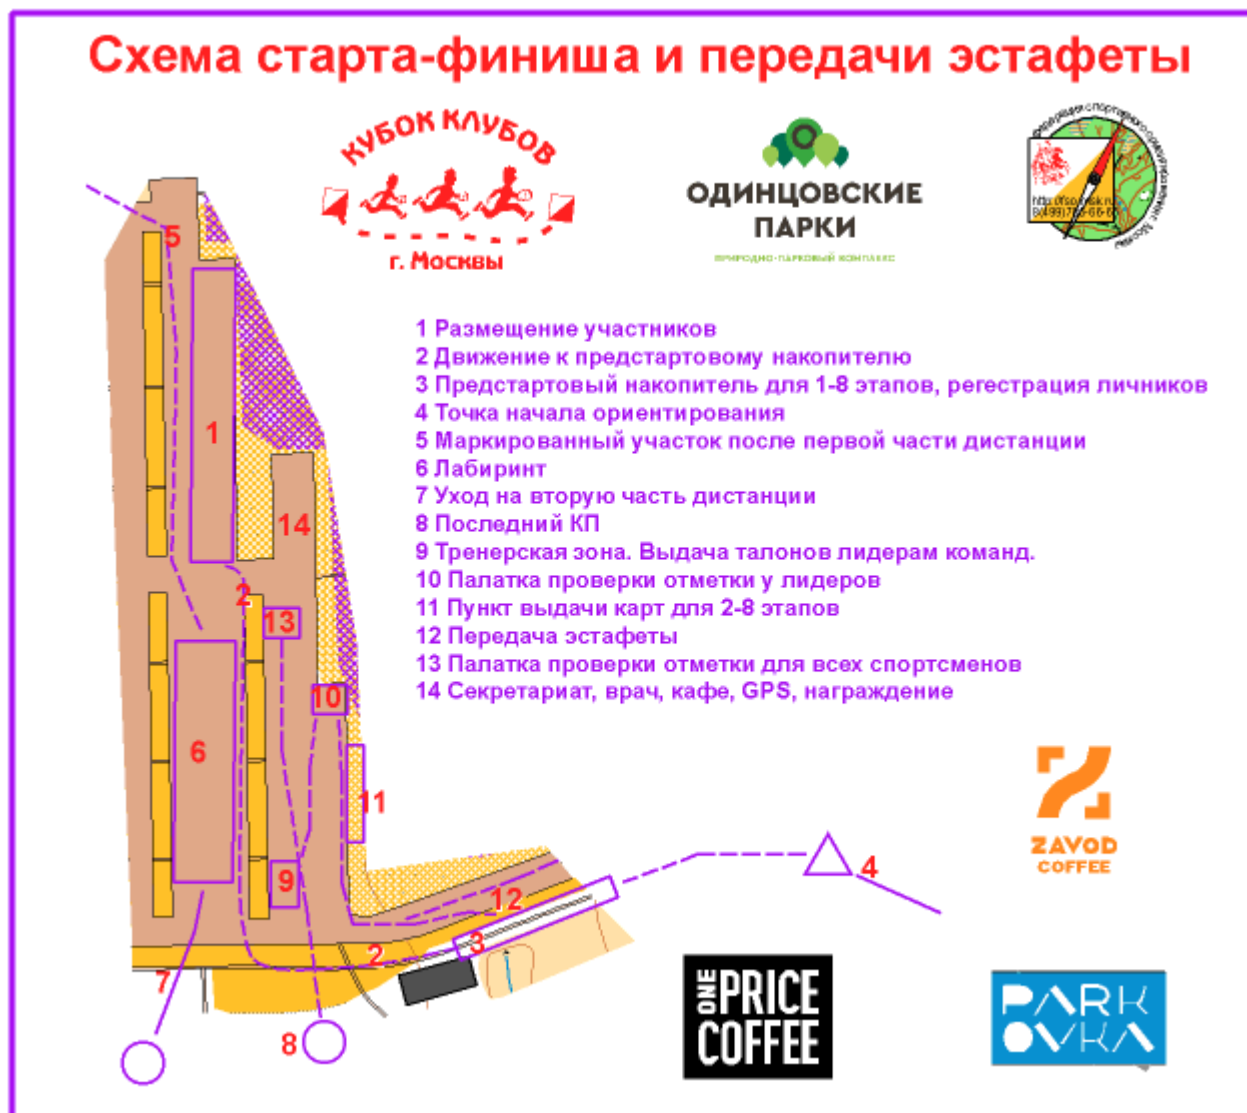 Схема старта-финиша и передачи эстафеты
КУБОК КЛУБОВ
г. Москвы
ОДИНЦОВСКИЕ
ПАРКИ
ПРИРОДНО-ПАРКОВЫЙ КОМПЛЕКС
1 Размещение участников
2 Движение к предстартовому накопителю
3 Предстартовый накопитель для 1-8 этапов, регестрация личников
4 Точка начала ориентирования
5 Маркированный участок после первой части дистанции
6 Лабиринт
7 Уход на вторую часть дистанции
8 Последний КП
9 Тренерская зона. Выдача талонов лидерам команд.
10 Палатка проверки отметки у лидеров
11 Пункт выдачи карт для 2-8 этапов
12 Передача эстафеты
13 Палатка проверки отметки для всех спортсменов
14 Секретариат, врач, кафе, GPS, награждение
5
1
14
2
13
10
6
11
9
12
4
3
2
7
8
ZAVOD
COFFEE
ONE
PRICE
COFFEE
PARK
OVKA